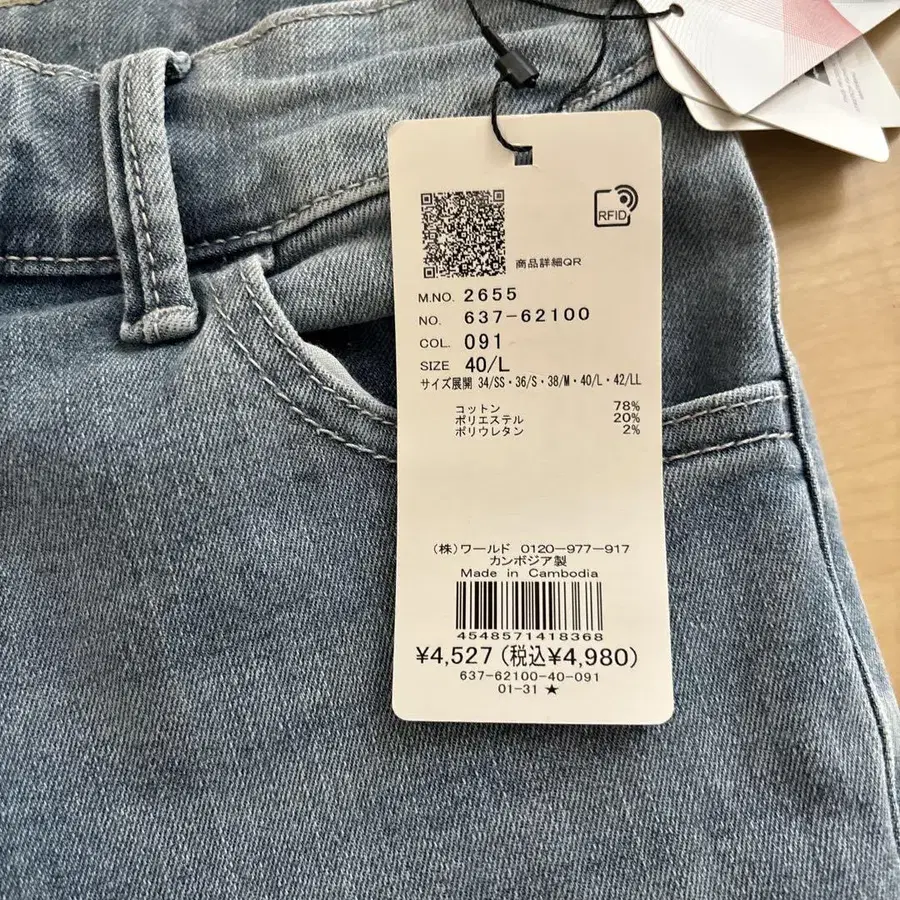 RFID
商品詳細QR
M.NO. 2655
NO. 637-62100
COL. 091
SIZE 40/L
サイズ展開 34/SS・36/S・38/M・40/L・42/LL
コットン 78%
ポリエステル 20%
ポリウレタン 2%
(株)ワールド 0120-977-917
カンボジア製
Made in Cambodia
4548571418368
¥4,527 (税込¥4,980)
637-62100-40-091
01-31 ★